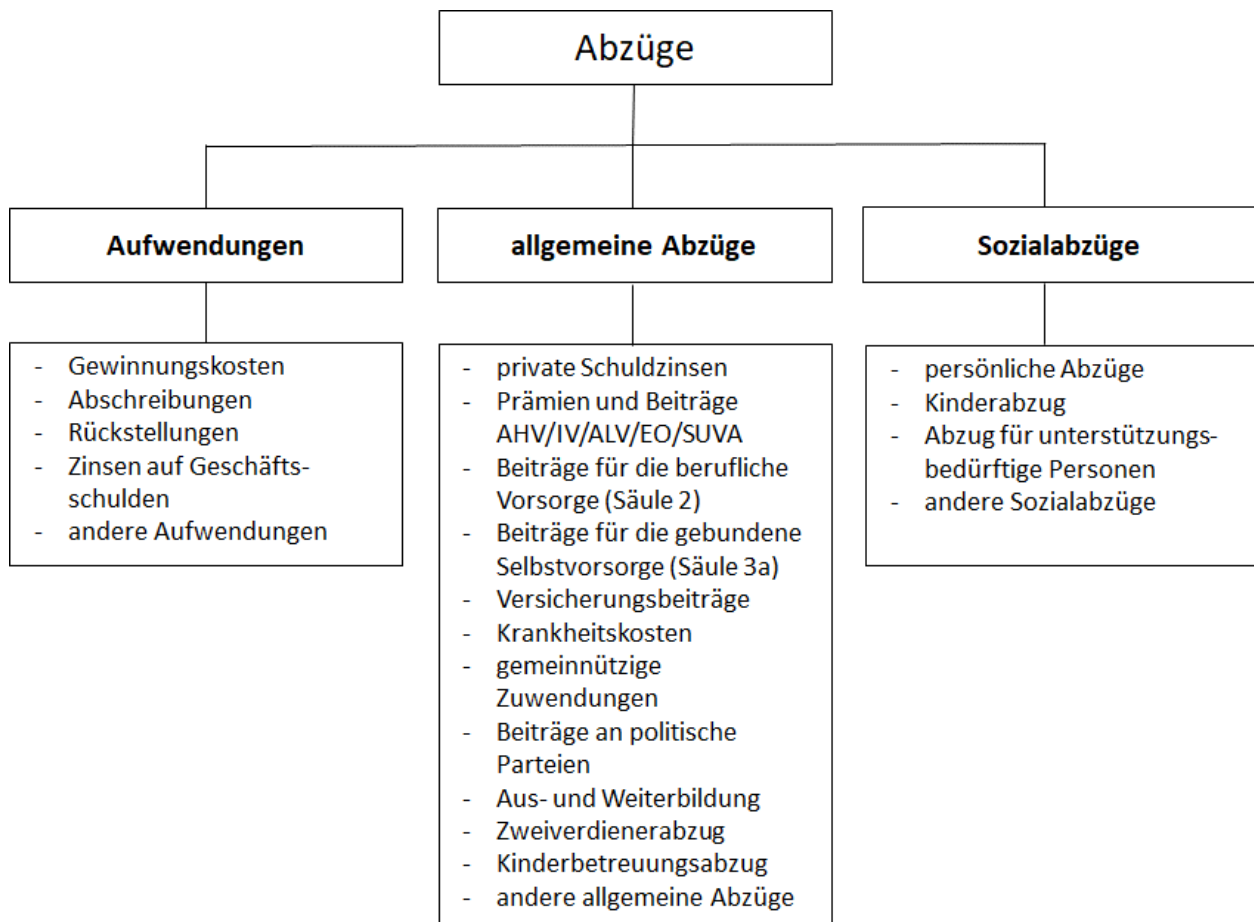 Abzüge
Aufwendungen
allgemeine Abzüge
Sozialabzüge
- Gewinnungskosten
- Abschreibungen
- Rückstellungen
- Zinsen auf Geschäfts-
schulden
- andere Aufwendungen
- private Schuldzinsen
- Prämien und Beiträge
AHV/IV/ALV/EO/SUVA
- Beiträge für die berufliche
Vorsorge (Säule 2)
- Beiträge für die gebundene
Selbstvorsorge (Säule 3a)
- Versicherungsbeiträge
- Krankheitskosten
- gemeinnützige
Zuwendungen
- Beiträge an politische
Parteien
- Aus- und Weiterbildung
- Zweiverdienerabzug
- Kinderbetreuungsabzug
- andere allgemeine Abzüge
- persönliche Abzüge
- Kinderabzug
- Abzug für unterstützungs-
bedürftige Personen
- andere Sozialabzüge